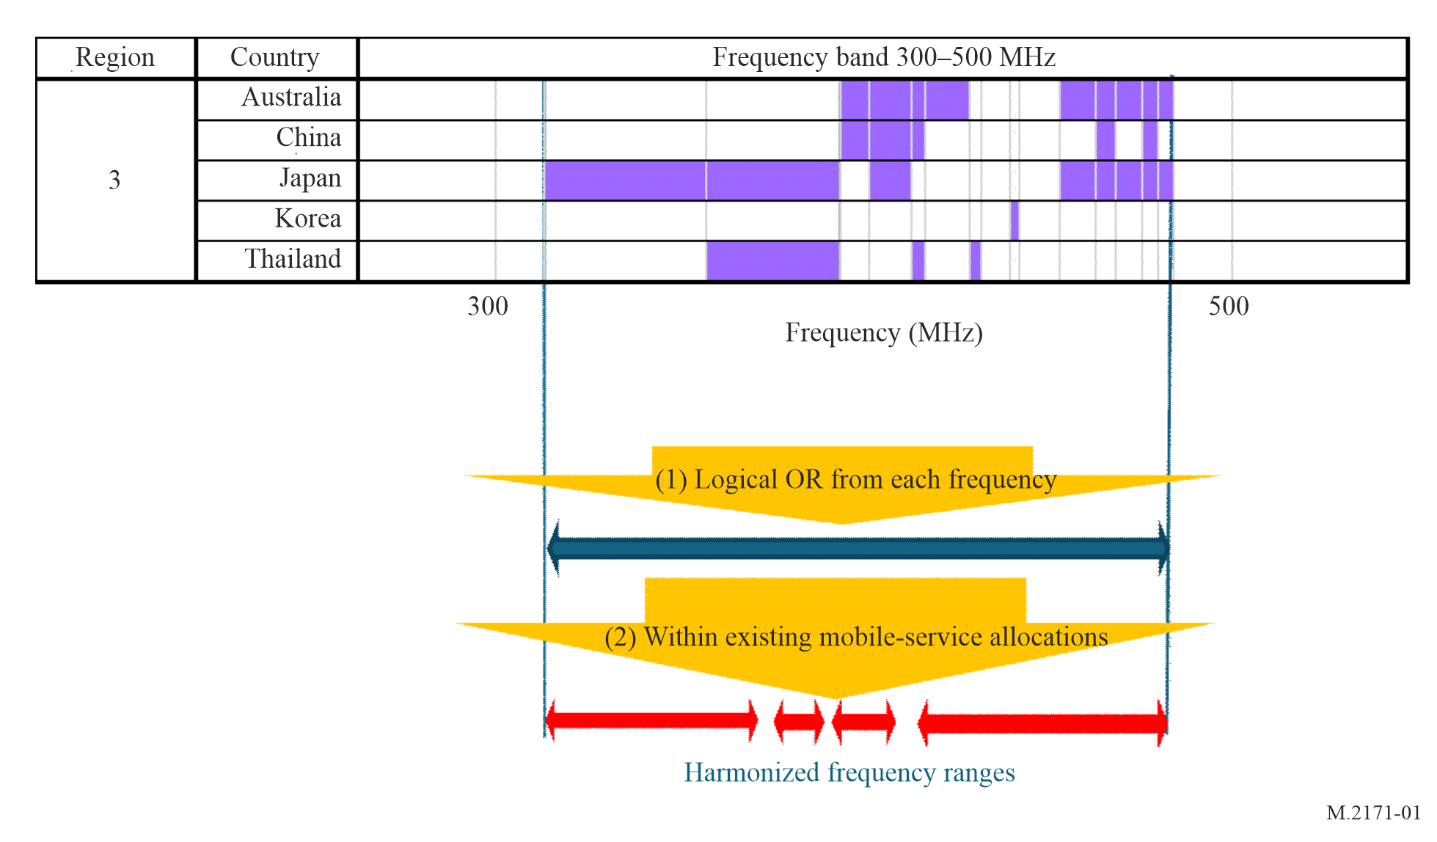 Region Country Frequency band 300–500 MHz
Australia
China
3 Japan
Korea
Thailand
300 500
Frequency (MHz)
(1) Logical OR from each frequency
(2) Within existing mobile-service allocations
Harmonized frequency ranges
M.2171-01